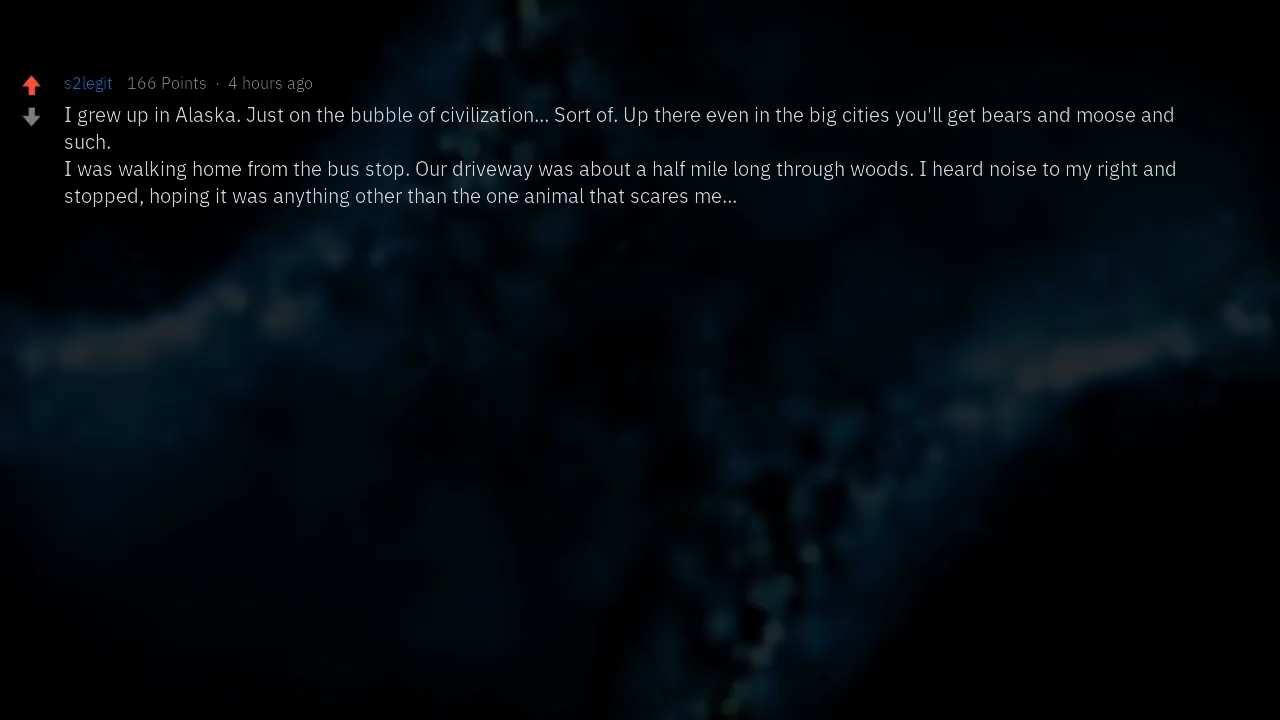 s2legit 166 Points · 4 hours ago
I grew up in Alaska. Just on the bubble of civilization... Sort of. Up there even in the big cities you'll get bears and moose and
such.
I was walking home from the bus stop. Our driveway was about a half mile long through woods. I heard noise to my right and
stopped, hoping it was anything other than the one animal that scares me...